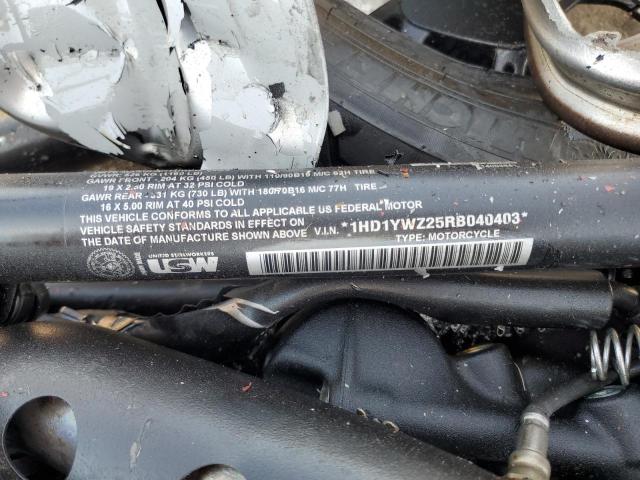 GAWR FRONT - 204 KG (450 LB) WITH M/C TIRE
19 X 2.50 RIM AT 32 PSI COLD
GAWR REAR - 331 KG (730 LB) WITH 180/70B16 M/C 77H TIRE
16 X 5.00 RIM AT 40 PSI COLD
THIS VEHICLE CONFORMS TO ALL APPLICABLE US FEDERAL MOTOR
VEHICLE SAFETY STANDARDS IN EFFECT ON
THE DATE OF MANUFACTURE SHOWN ABOVE V.I.N. *1HD1YWZ25RB040403*
TYPE: MOTORCYCLE
UNITED STEELWORKERS